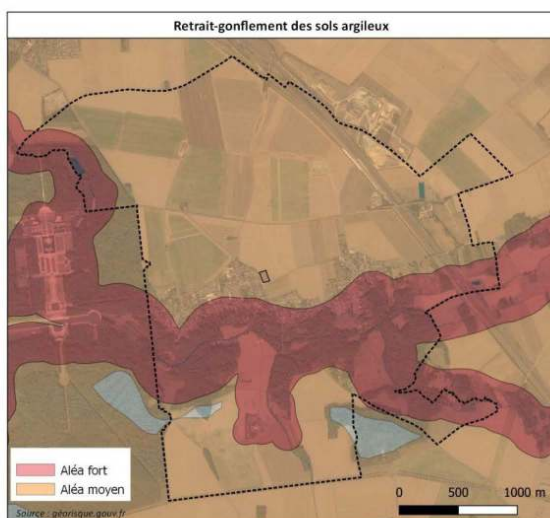 Retrait-gonflement des sols argileux
Aléa fort
Aléa moyen
Source : géorisque.gouv.fr
0 500 1000 m